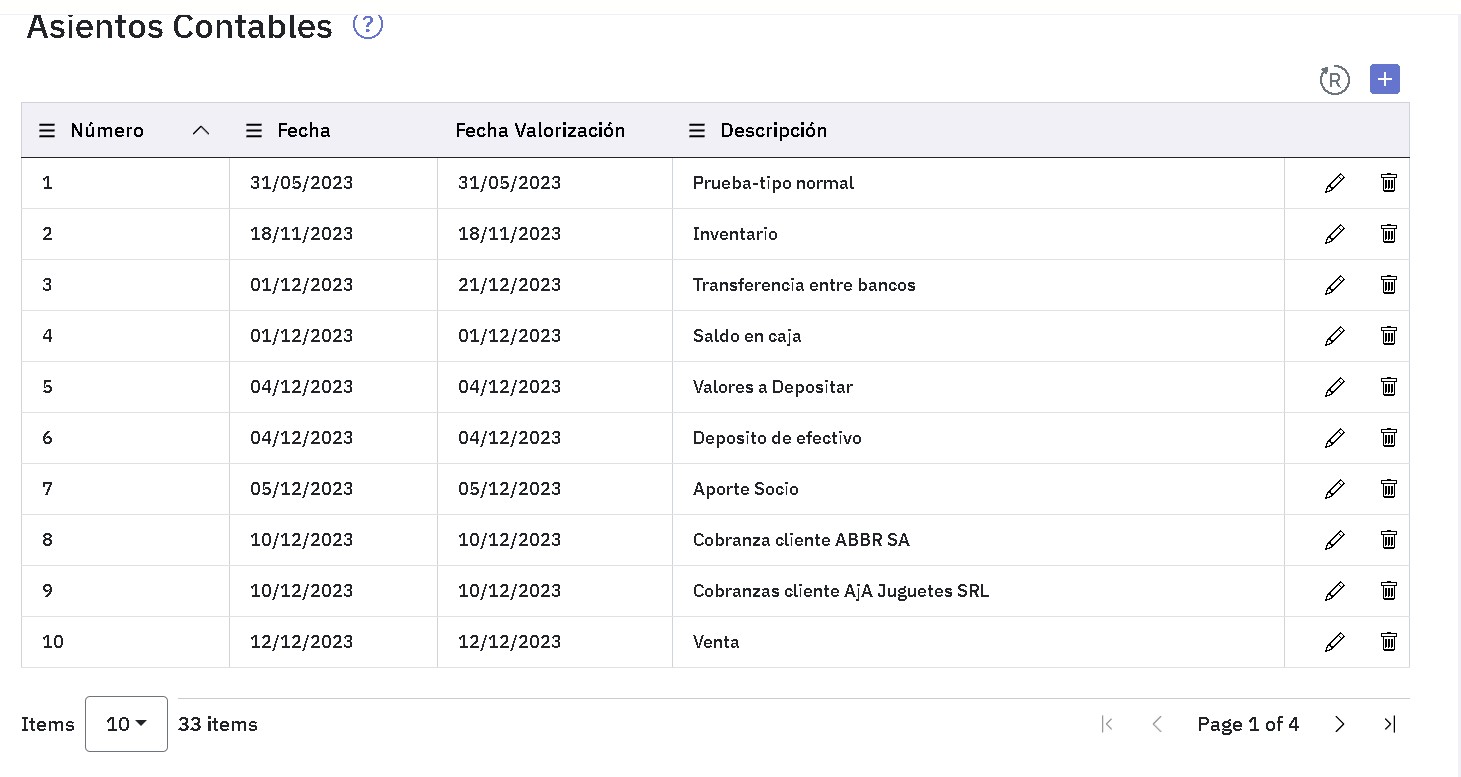 Asientos Contables ?
R +
Número Fecha Fecha Valorización Descripción
1 31/05/2023 31/05/2023 Prueba-tipo normal
2 18/11/2023 18/11/2023 Inventario
3 01/12/2023 21/12/2023 Transferencia entre bancos
4 01/12/2023 01/12/2023 Saldo en caja
5 04/12/2023 04/12/2023 Valores a Depositar
6 04/12/2023 04/12/2023 Deposito de efectivo
7 05/12/2023 05/12/2023 Aporte Socio
8 10/12/2023 10/12/2023 Cobranza cliente ABBR SA
9 10/12/2023 10/12/2023 Cobranzas cliente AjA Juguetes SRL
10 12/12/2023 12/12/2023 Venta
Items 10 33 items Page 1 of 4